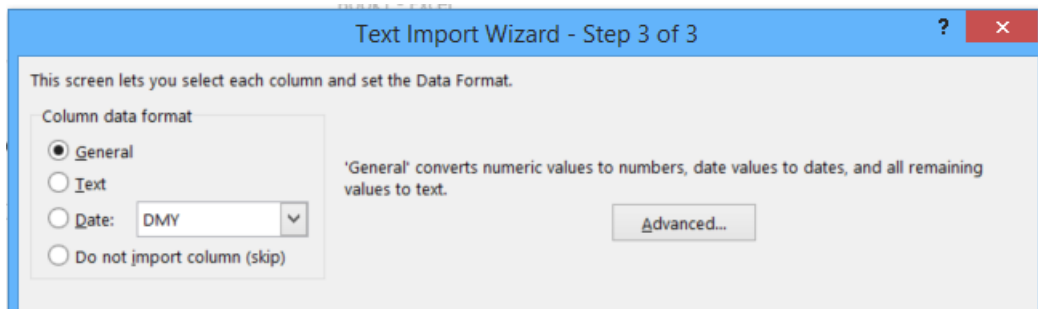 Text Import Wizard - Step 3 of 3
?
This screen lets you select each column and set the Data Format.
Column data format
General
Text
Date: DMY
Do not import column (skip)
'General' converts numeric values to numbers, date values to dates, and all remaining
values to text.
Advanced...